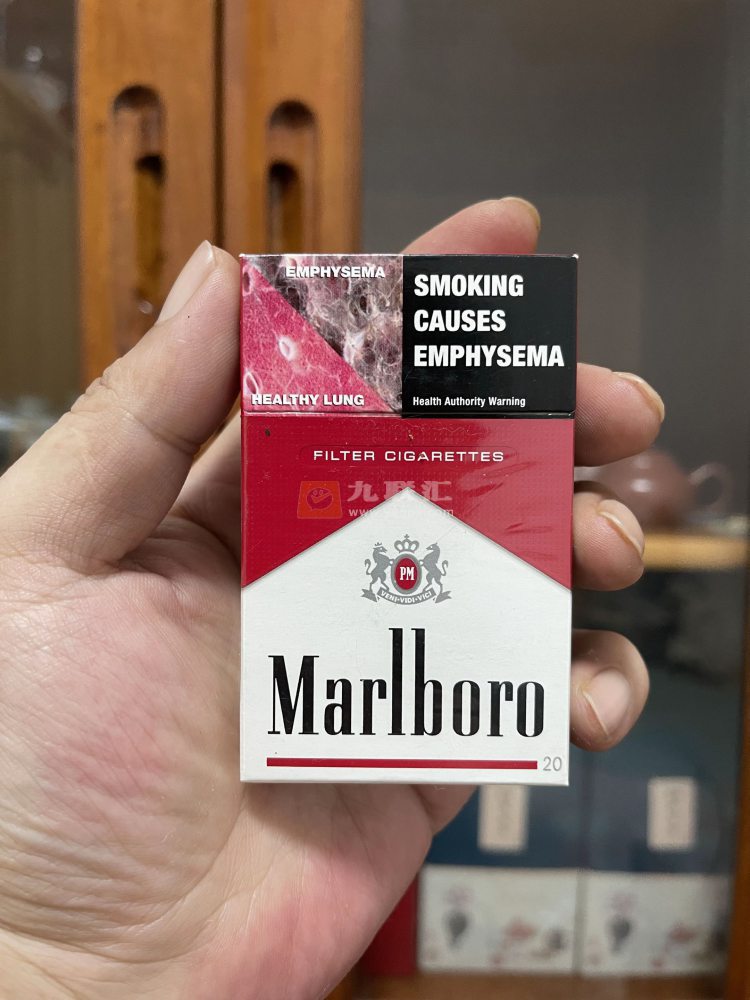 EMPHYSEMA
HEALTHY LUNG
SMOKING
CAUSES
EMPHYSEMA
Health Authority Warning
FILTER CIGARETTES
九联汇
PM
VENI·VIDI·VICI
Marlboro
20